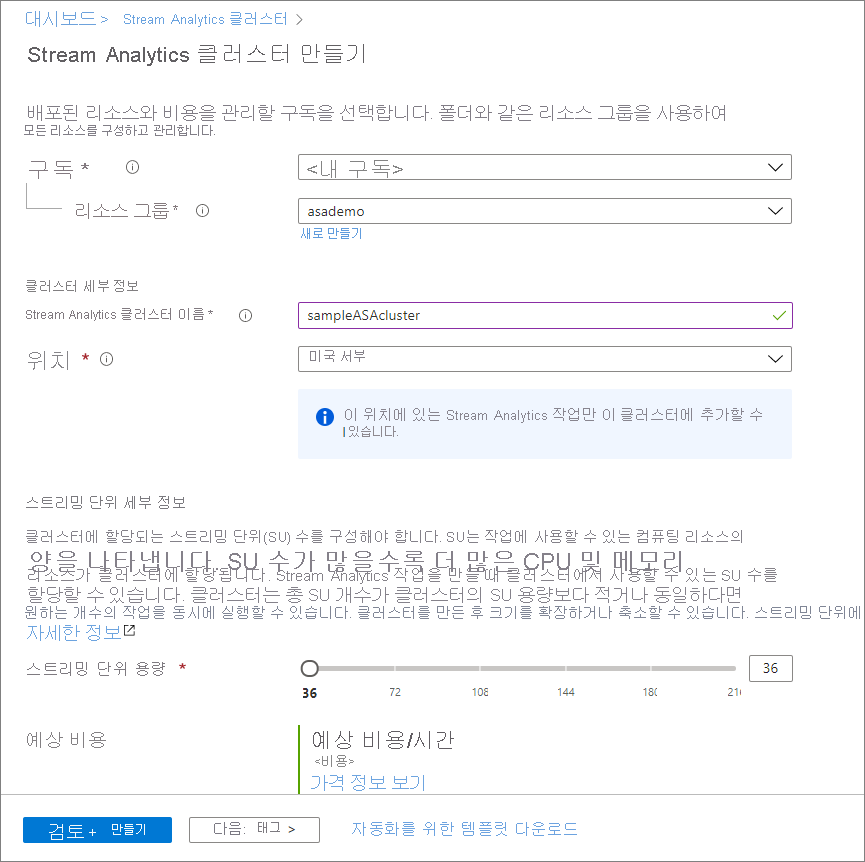 대시보드 > Stream Analytics 클러스터 >
Stream Analytics 클러스터 만들기
배포된 리소스와 비용을 관리할 구독을 선택합니다. 폴더와 같은 리소스 그룹을 사용하여
모든 리소스를 구성하고 관리합니다.
구독 * <내 구독>
리소스 그룹 * asademo
새로 만들기
클러스터 세부 정보
Stream Analytics 클러스터 이름 * sampleASAcluster
위치 * 미국 서부
이 위치에 있는 Stream Analytics 작업만 이 클러스터에 추가할 수
있습니다.
스트리밍 단위 세부 정보
클러스터에 할당되는 스트리밍 단위(SU) 수를 구성해야 합니다. SU는 작업에 사용할 수 있는 컴퓨팅 리소스의
양을 나타냅니다. SU 수가 많을수록 더 많은 CPU 및 메모리
리소스가 클러스터에 할당됩니다. Stream Analytics 작업을 만들 때 클러스터에서 사용할 수 있는 SU 수를
할당할 수 있습니다. 클러스터는 총 SU 개수가 클러스터의 SU 용량보다 적거나 동일하다면
원하는 개수의 작업을 동시에 실행할 수 있습니다. 클러스터를 만든 후 크기를 확장하거나 축소할 수 있습니다. 스트리밍 단위에
자세한 정보
스트리밍 단위 용량 * 36
36 72 108 144 180 216
예상 비용 예상 비용/시간
<비용>
가격 정보 보기
검토 + 만들기 다음: 태그 > 자동화를 위한 템플릿 다운로드